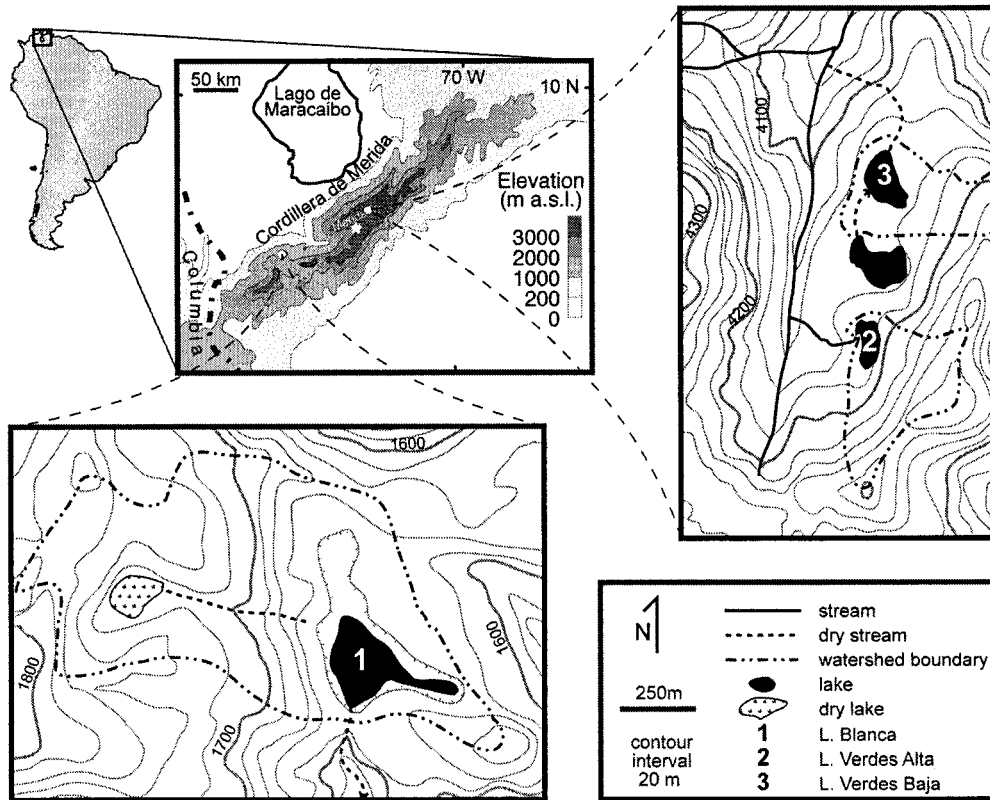 50 km
70 W
10 N
Lago de
Maracaibo
Cordillera de Merida
Columbia
Elevation
(m a.s.l.)
3000
2000
1000
200
0
4100
4300
4200
3
2
1600
1600
1800
1700
1
N
250m
contour
interval
20 m
stream
dry stream
watershed boundary
lake
dry lake
1 L. Blanca
2 L. Verdes Alta
3 L. Verdes Baja